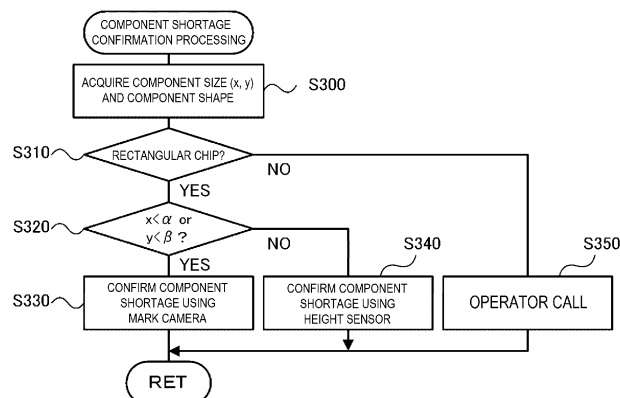 COMPONENT SHORTAGE
CONFIRMATION PROCESSING
ACQUIRE COMPONENT SIZE (x, y)
AND COMPONENT SHAPE
S300
S310
RECTANGULAR CHIP?
NO
YES
S320
x<α or
y<β ?
NO
YES
S340
S350
S330
CONFIRM COMPONENT
SHORTAGE USING
MARK CAMERA
CONFIRM COMPONENT
SHORTAGE USING
HEIGHT SENSOR
OPERATOR CALL
RET